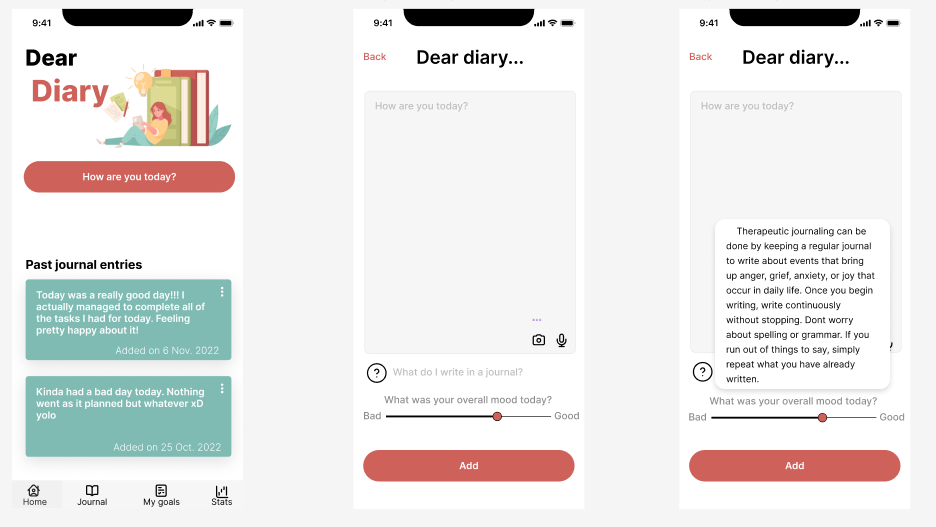 9:41
Dear
Diary
How are you today?
Past journal entries
Today was a really good day!!! I
actually managed to complete all of
the tasks I had for today. Feeling
pretty happy about it!
Added on 6 Nov. 2022
Kinda had a bad day today. Nothing
went as it planned but whatever xD
yolo
Added on 25 Oct. 2022
Home
Journal
My goals
Stats
9:41
Back
Dear diary...
How are you today?
?
What do I write in a journal?
What was your overall mood today?
Bad
Good
Add
9:41
Back
Dear diary...
How are you today?
Therapeutic journaling can be
done by keeping a regular journal
to write about events that bring
up anger, grief, anxiety, or joy that
occur in daily life. Once you begin
writing, write continuously
without stopping. Dont worry
about spelling or grammar. If you
run out of things to say, simply
repeat what you have already
written.
?
What was your overall mood today?
Bad
Good
Add